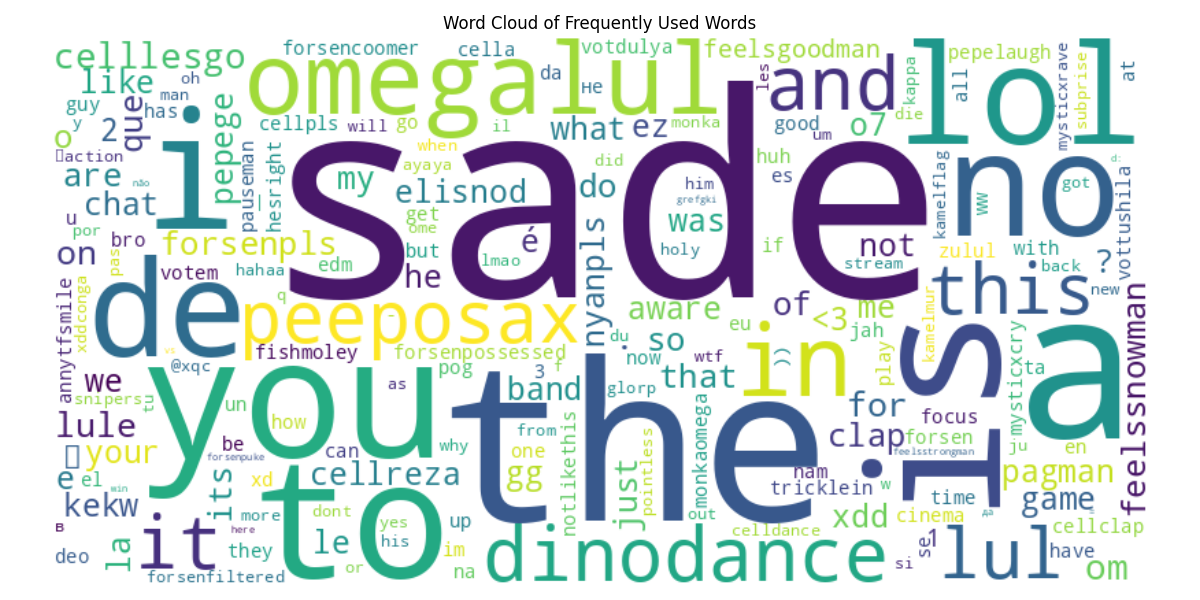 Word Cloud of Frequently Used Words
celllesgo
forsencoomer
cella
votdulya
feelsgoodman
pepelaugh
mysticxrave
subprise
at
like
oh
man
omegalul
da
не
les
and
kappa
die
lol
all
guy
y
2
que
has
pepege
cellpls
will
go
il
what
ez
monka
good
um
o7
o
action
i
pauseman
hesright
when
ayaya
did
huh
es
no
d:
are
não
my
elisnod
do
him
grefgki
sade
ww
got
chat
u
get
ome
was
not
kamelflag
vottushila
por
bro
forsenpls
but
é
holy
if
zulul
with
on
pas
votem
hahaa
edm
he
lmao
nyanpls
stream
back
?
new
annytfsmile
xddconga
de
q
peeposax
aware
of
<3
me
this
feelssnowman
vs
fishmoley
forsenpossessed
f
du
.
so
eu
jah
kamelmur
is
a
@xqc
we
snipers
tu
you
as
pog
3
band
now
wtf
that
in
play
mysticxcry
ta
un
how
glorp
for
focus
lule
your
be
can
why
from
the
clap
forsen
ju
en
forsenpuke
one
feelsstrongman
e
el
win
its
xd
to
cellreza
gg
notlikethis
just
pointless
monkaomega
ham
tricklein
w
pagman
kekw
more
dont
yes
his
up
out
time
да
game
в
here
xdd
cinema
celldance
cellclap
deo
la
it
they
le
or
im
na
dinodance
si
se
1
lul
have
om
forsenfiltered